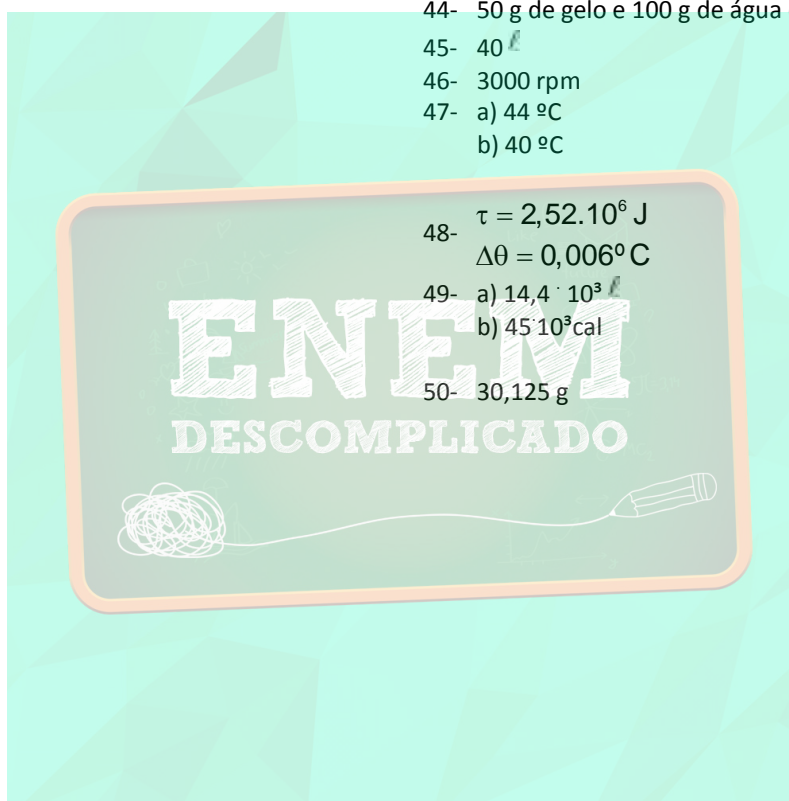 44- 50 g de gelo e 100 g de água
45- 40 ℓ
46- 3000 rpm
47- a) 44 ºC
b) 40 ºC
48- τ = 2,52.10⁶ J
Δθ = 0,006º C
49- a) 14,4 ˙ 10³ ℓ
b) 45˙10³cal
50- 30,125 g
ENEM
DESCOMPLICADO